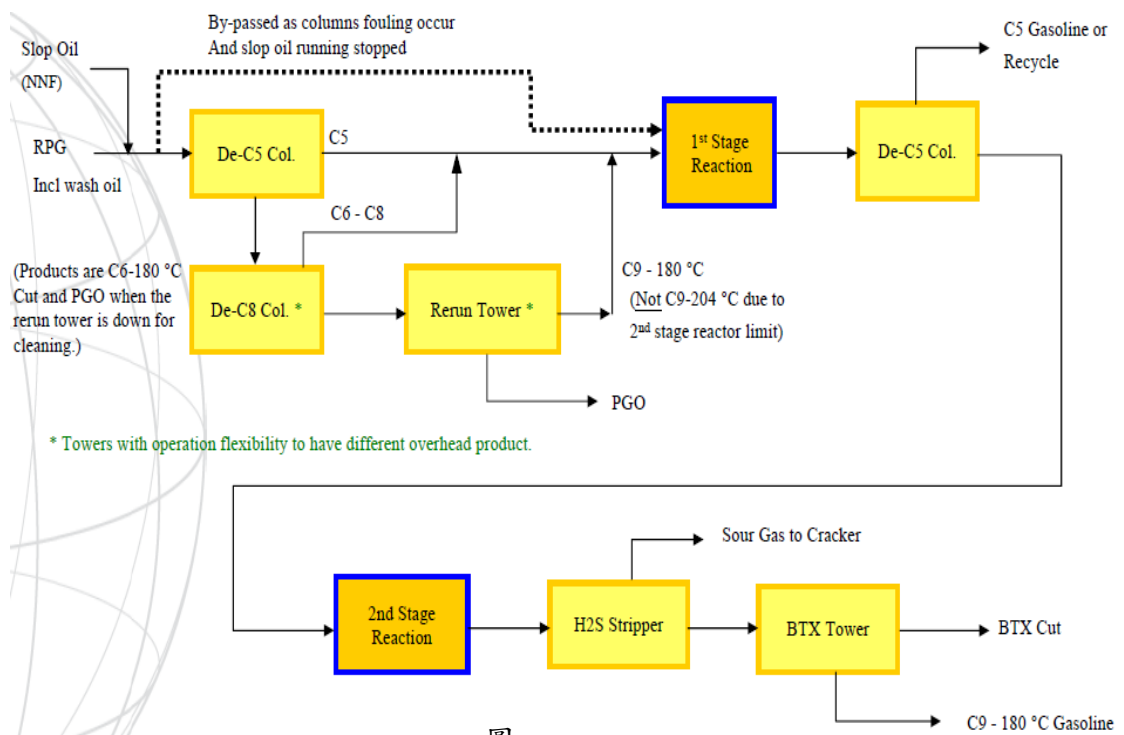 By-passed as columns fouling occur
And slop oil running stopped
Slop Oil
(NNF)
C5 Gasoline or
Recycle
RPG
Incl wash oil
De-C5 Col.
C5
1st Stage
Reaction
De-C5 Col.
C6 - C8
(Products are C6-180 °C
Cut and PGO when the
rerun tower is down for
cleaning.)
De-C8 Col. *
Rerun Tower *
C9 - 180 °C
(Not C9-204 °C due to
2nd stage reactor limit)
PGO
* Towers with operation flexibility to have different overhead product.
Sour Gas to Cracker
2nd Stage
Reaction
H2S Stripper
BTX Tower
BTX Cut
C9 - 180 °C Gasoline
圖